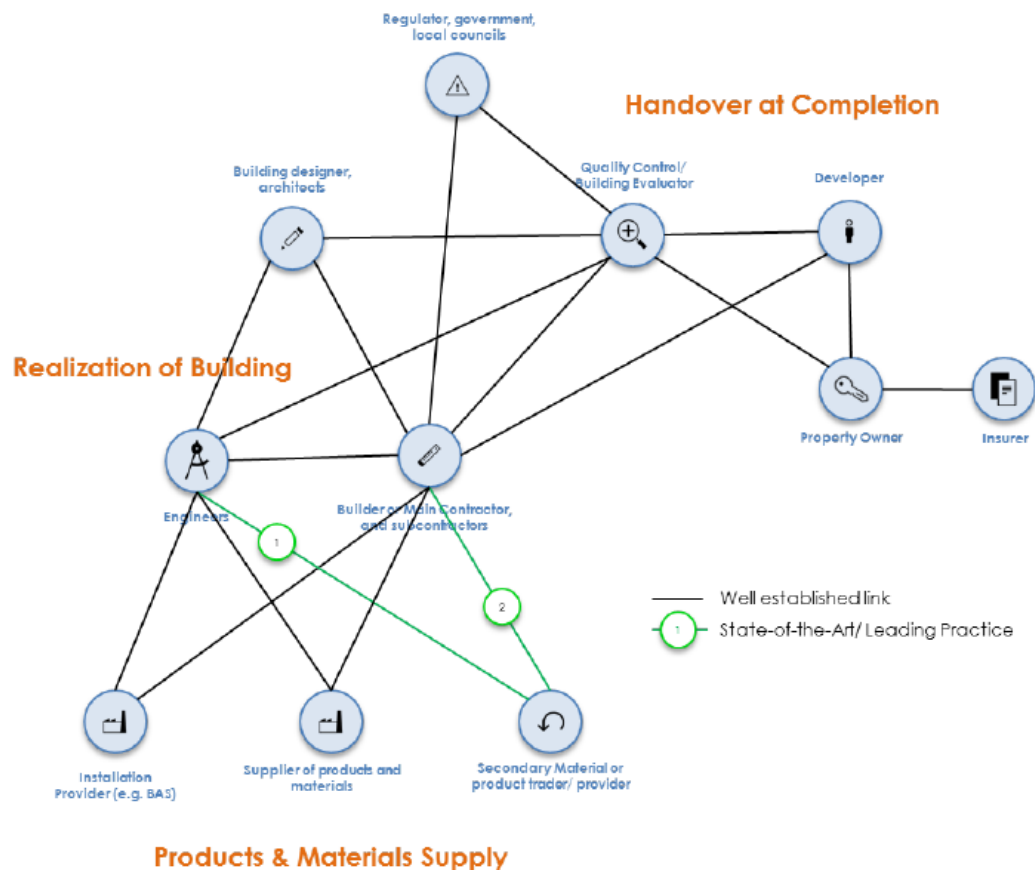 Regulator, government,
local councils
Handover at Completion
Building designer,
architects
Quality Control/
Building Evaluator
Developer
Realization of Building
Property Owner
Insurer
Engineers
Builder or Main Contractor,
and subcontractors
1
2
Well established link
1
State-of-the-Art/ Leading Practice
Installation
Provider (e.g. BAS)
Supplier of products and
materials
Secondary Material or
product trader/ provider
Products & Materials Supply